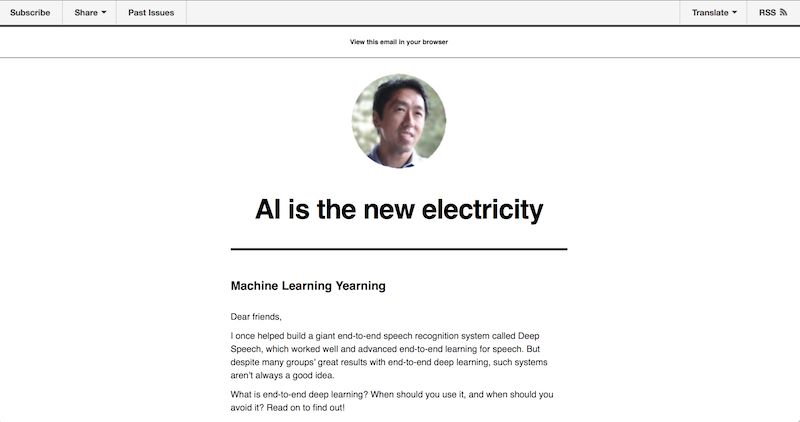 Subscribe
Share
Past Issues
Translate
RSS
View this email in your browser
AI is the new electricity
Machine Learning Yearning
Dear friends,
I once helped build a giant end-to-end speech recognition system called Deep
Speech, which worked well and advanced end-to-end learning for speech. But
despite many groups’ great results with end-to-end deep learning, such systems
aren’t always a good idea.
What is end-to-end deep learning? When should you use it, and when should you
avoid it? Read on to find out!